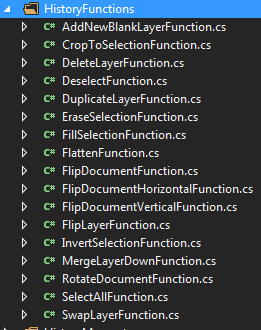 HistoryFunctions
C# AddNewBlankLayerFunction.cs
C# CropToSelectionFunction.cs
C# DeleteLayerFunction.cs
C# DeselectFunction.cs
C# DuplicateLayerFunction.cs
C# EraseSelectionFunction.cs
C# FillSelectionFunction.cs
C# FlattenFunction.cs
C# FlipDocumentFunction.cs
C# FlipDocumentHorizontalFunction.cs
C# FlipDocumentVerticalFunction.cs
C# FlipLayerFunction.cs
C# InvertSelectionFunction.cs
C# MergeLayerDownFunction.cs
C# RotateDocumentFunction.cs
C# SelectAllFunction.cs
C# SwapLayerFunction.cs